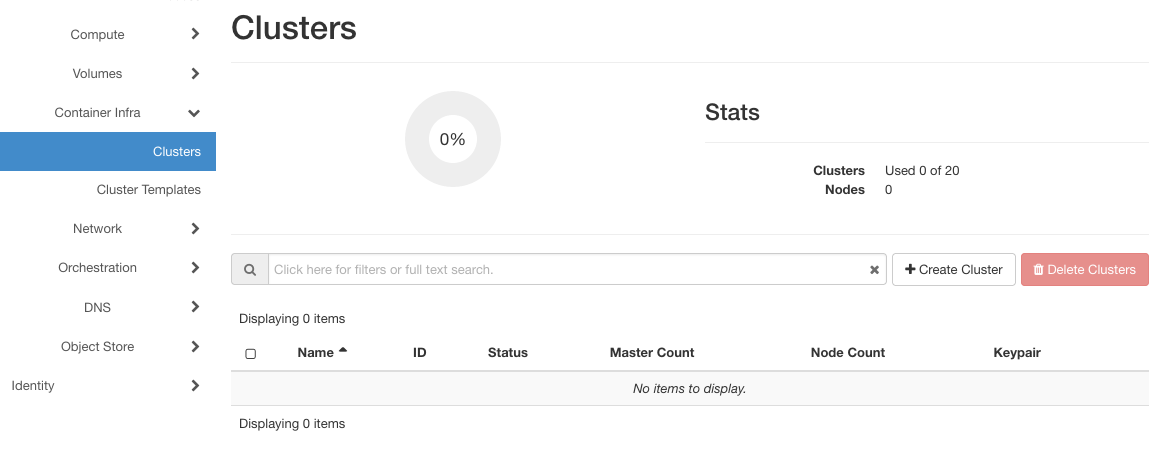 Compute
Volumes
Container Infra
Clusters
Cluster Templates
Network
Orchestration
DNS
Object Store
Identity
Clusters
0%
Stats
Clusters Used 0 of 20
Nodes 0
Click here for filters or full text search.
Create Cluster
Delete Clusters
Displaying 0 items
Name ID Status Master Count Node Count Keypair
No items to display.
Displaying 0 items